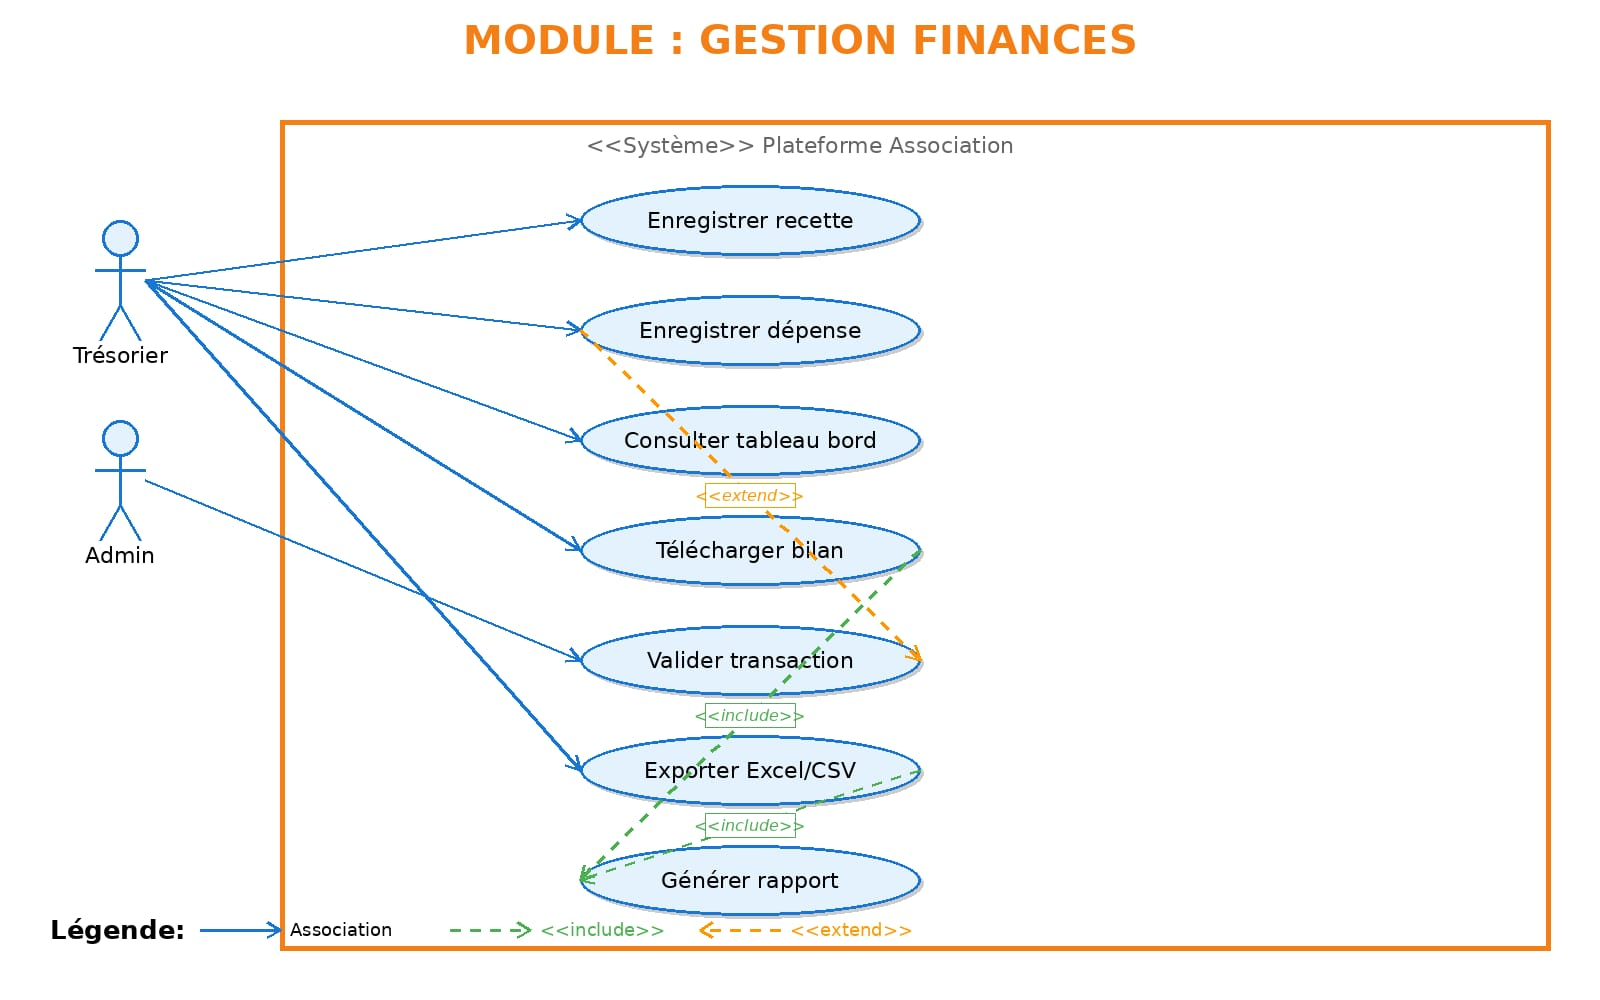 MODULE : GESTION FINANCES
<<Système>> Plateforme Association
Enregistrer recette
Enregistrer dépense
Trésorier
Consulter tableau bord
<<extend>>
Télécharger bilan
Admin
Valider transaction
<<include>>
Exporter Excel/CSV
<<include>>
Générer rapport
Légende: Association <<include>> <<extend>>